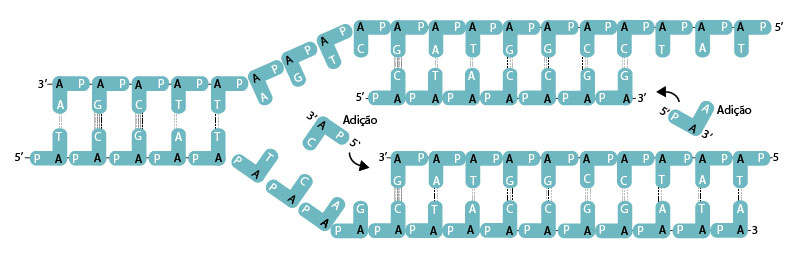 A P A P A P A P A P A P A P A P A P A P A P 5'
C G A T G G C C T A T
A P A P A P
A G T
C T A C C G G
5'- P A P A P A P A P A P A P A 3'
Adição
5' P A A 3'
3' A P A P A P A P A P
A G C T T
T C G A T
5' P A P A P A P A P A
Adição
3' A P 5'
C
P A P A P A
T C A
3' A P A P A P A P A P A P A P A P A P A P 5
G A T G G C C T A T
G C T A C C G G A T A
P A P A P A P A P A P A P A P A P A P A P A 3